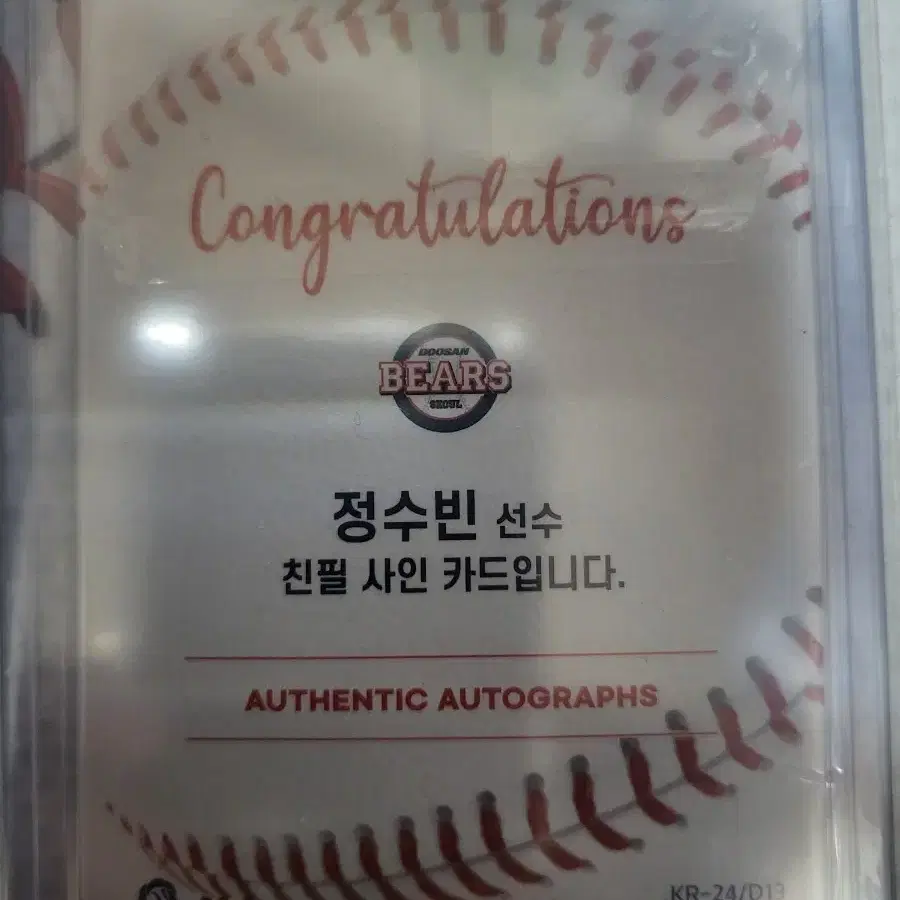 Congratulations
DOOSAN
BEARS
SEOUL
정수빈 선수
친필 사인 카드입니다.
AUTHENTIC AUTOGRAPHS
KR-24/D13